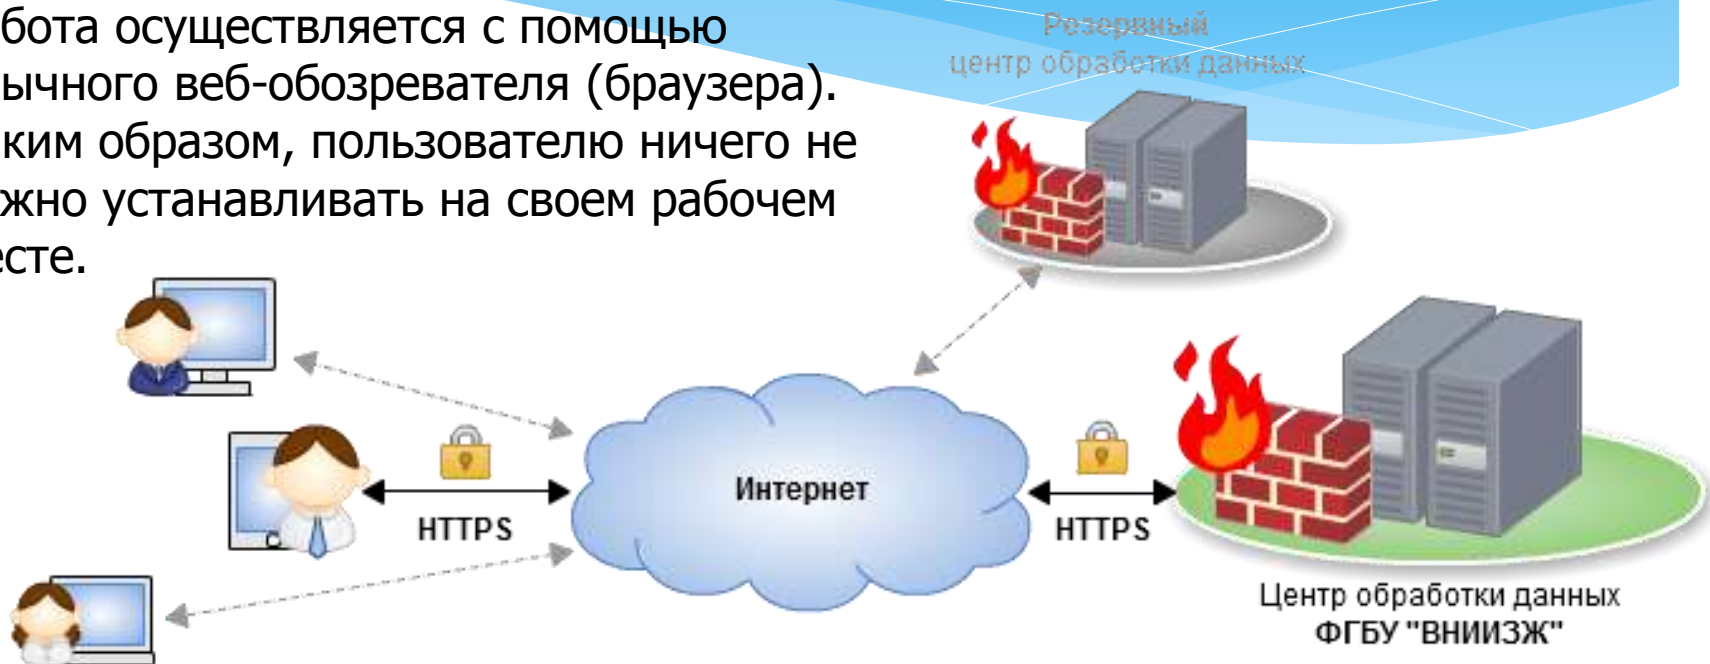 бота осуществляется с помощью
ычного веб-обозревателя (браузера).
ким образом, пользователю ничего не
жно устанавливать на своем рабочем
есте.
Резервный
центр обработки данных
Интернет
HTTPS
HTTPS
Центр обработки данных
ФГБУ "ВНИИЗЖ"